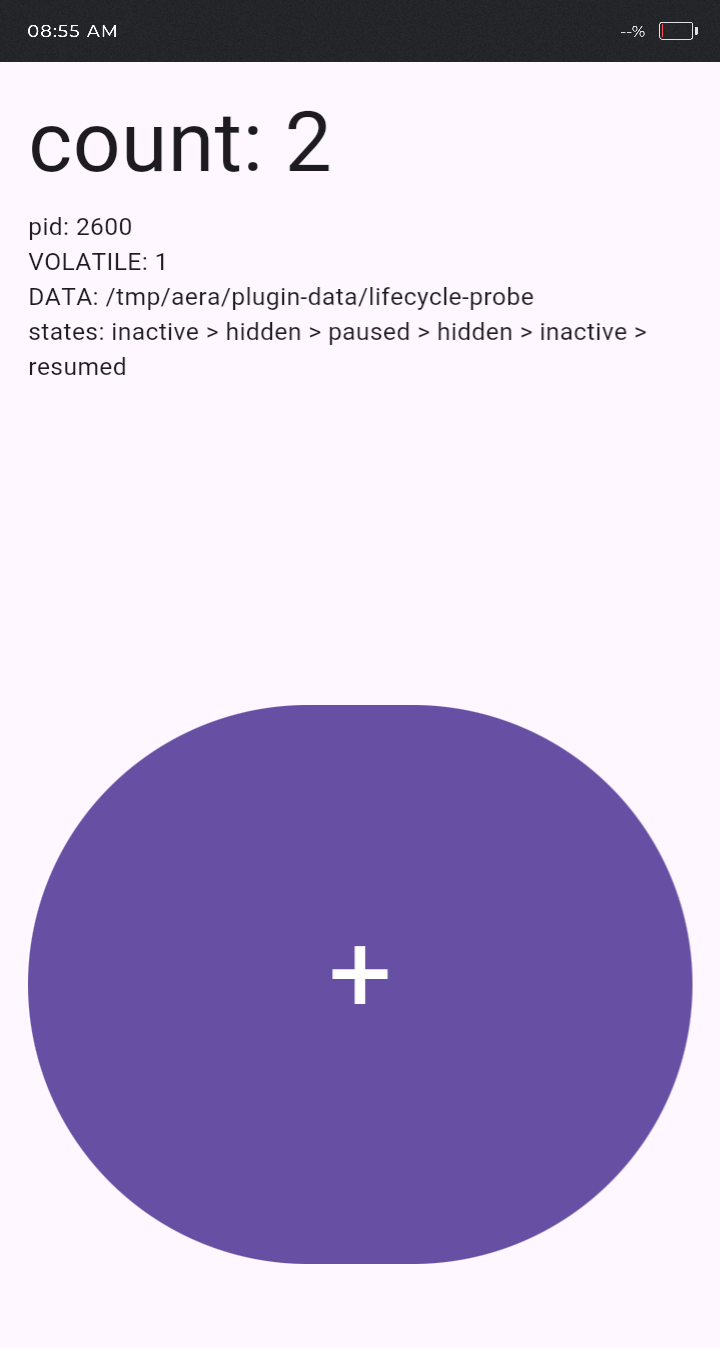 08:55 AM --%
count: 2
pid: 2600
VOLATILE: 1
DATA: /tmp/aera/plugin-data/lifecycle-probe
states: inactive > hidden > paused > hidden > inactive >
resumed
+